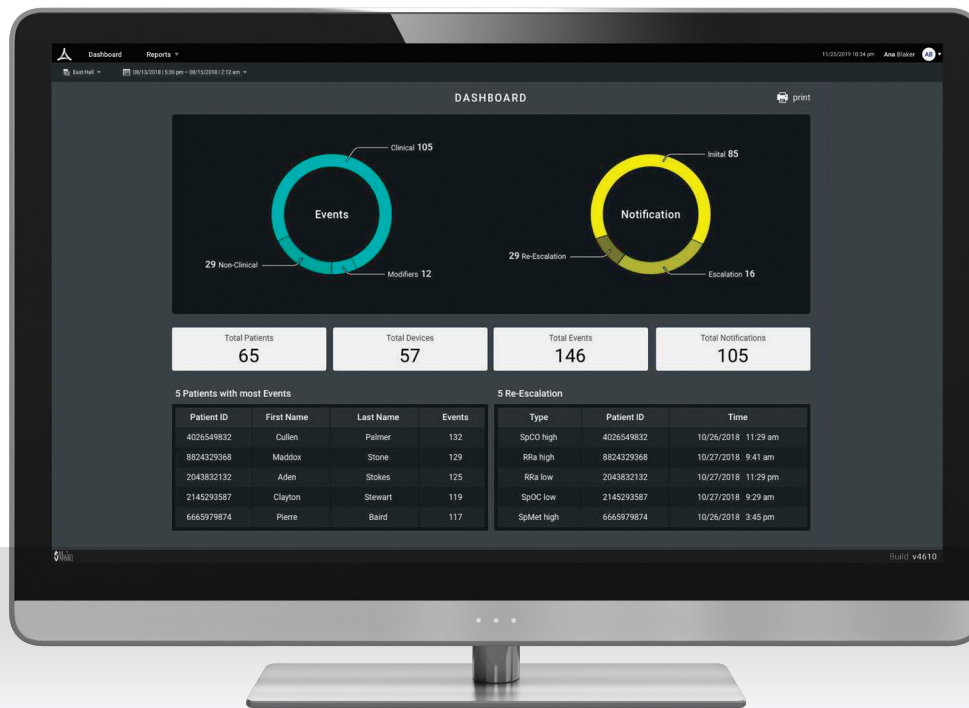 Dashboard Reports 11/25/2019 10:34 pm Ana Blaker AB
East Hall 08/13/2018 | 5:36 pm – 08/15/2018 | 2:12 am
DASHBOARD print
Clinical 105
Events
29 Non-Clinical
Modifiers 12
Iniital 85
Notification
29 Re-Escalation
Escalation 16
Total Patients
65
Total Devices
57
Total Events
146
Total Notifications
105
5 Patients with most Events
Patient ID First Name Last Name Events
4026549832 Cullen Palmer 132
8824329368 Maddox Stone 129
2043832132 Aden Stokes 125
2145293587 Clayton Stewart 119
6665979874 Pierre Baird 117
5 Re-Escalation
Type Patient ID Time
SpCO high 4026549832 10/26/2018 11:29 am
RRa high 8824329368 10/27/2018 9:41 am
RRa low 2043832132 10/27/2018 11:29 pm
SpOC low 2145293587 10/27/2018 9:29 am
SpMet high 6665979874 10/26/2018 3:45 pm
Build v4610